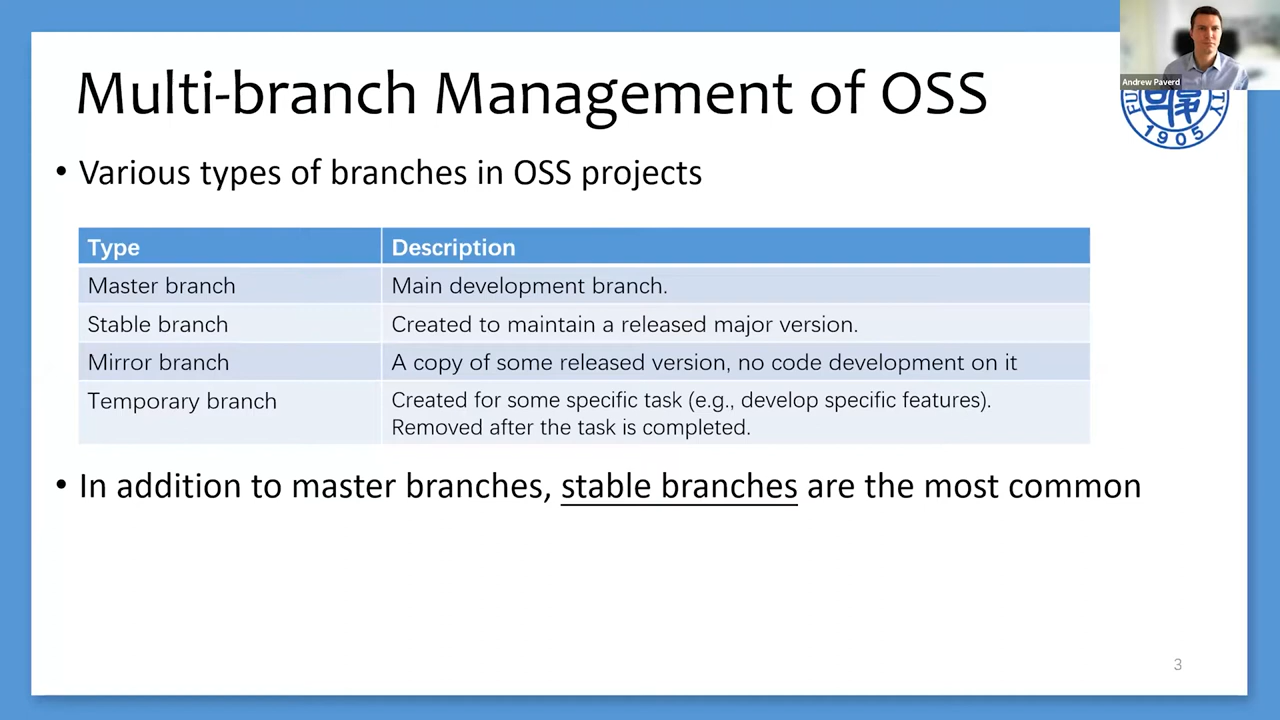 Multi-branch Management of OSS
Andrew Paverd
1905
• Various types of branches in OSS projects
Type Description
Master branch Main development branch.
Stable branch Created to maintain a released major version.
Mirror branch A copy of some released version, no code development on it
Temporary branch Created for some specific task (e.g., develop specific features).
Removed after the task is completed.
• In addition to master branches, stable branches are the most common
3